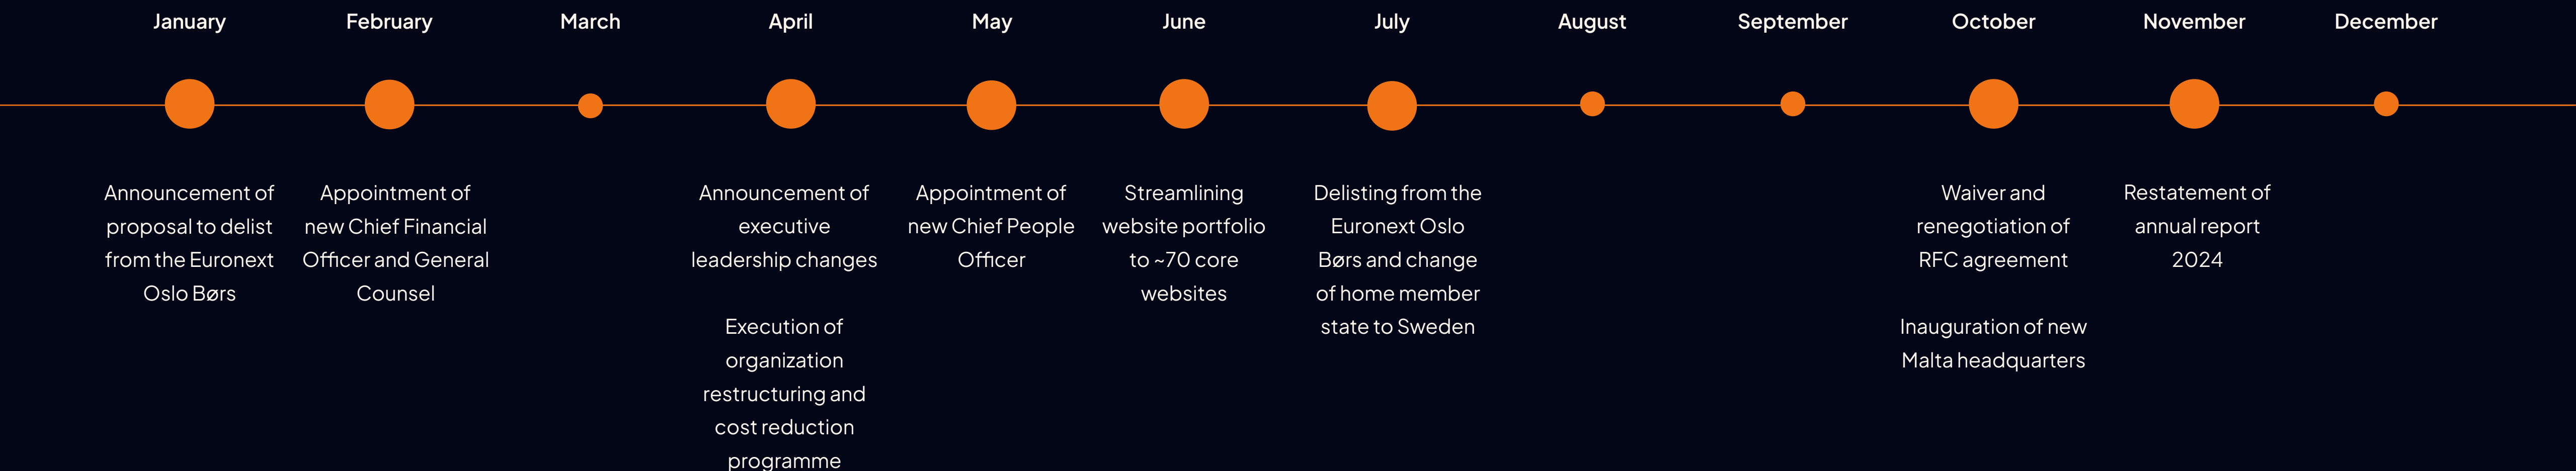 January
February
March
April
May
June
July
August
September
October
November
December
Announcement of
proposal to delist
from the Euronext
Oslo Børs
Appointment of
new Chief Financial
Officer and General
Counsel
Announcement of
executive
leadership changes
Execution of
organization
restructuring and
cost reduction
programme
Appointment of
new Chief People
Officer
Streamlining
website portfolio
to ~70 core
websites
Delisting from the
Euronext Oslo
Børs and change
of home member
state to Sweden
Waiver and
renegotiation of
RFC agreement
Inauguration of new
Malta headquarters
Restatement of
annual report
2024